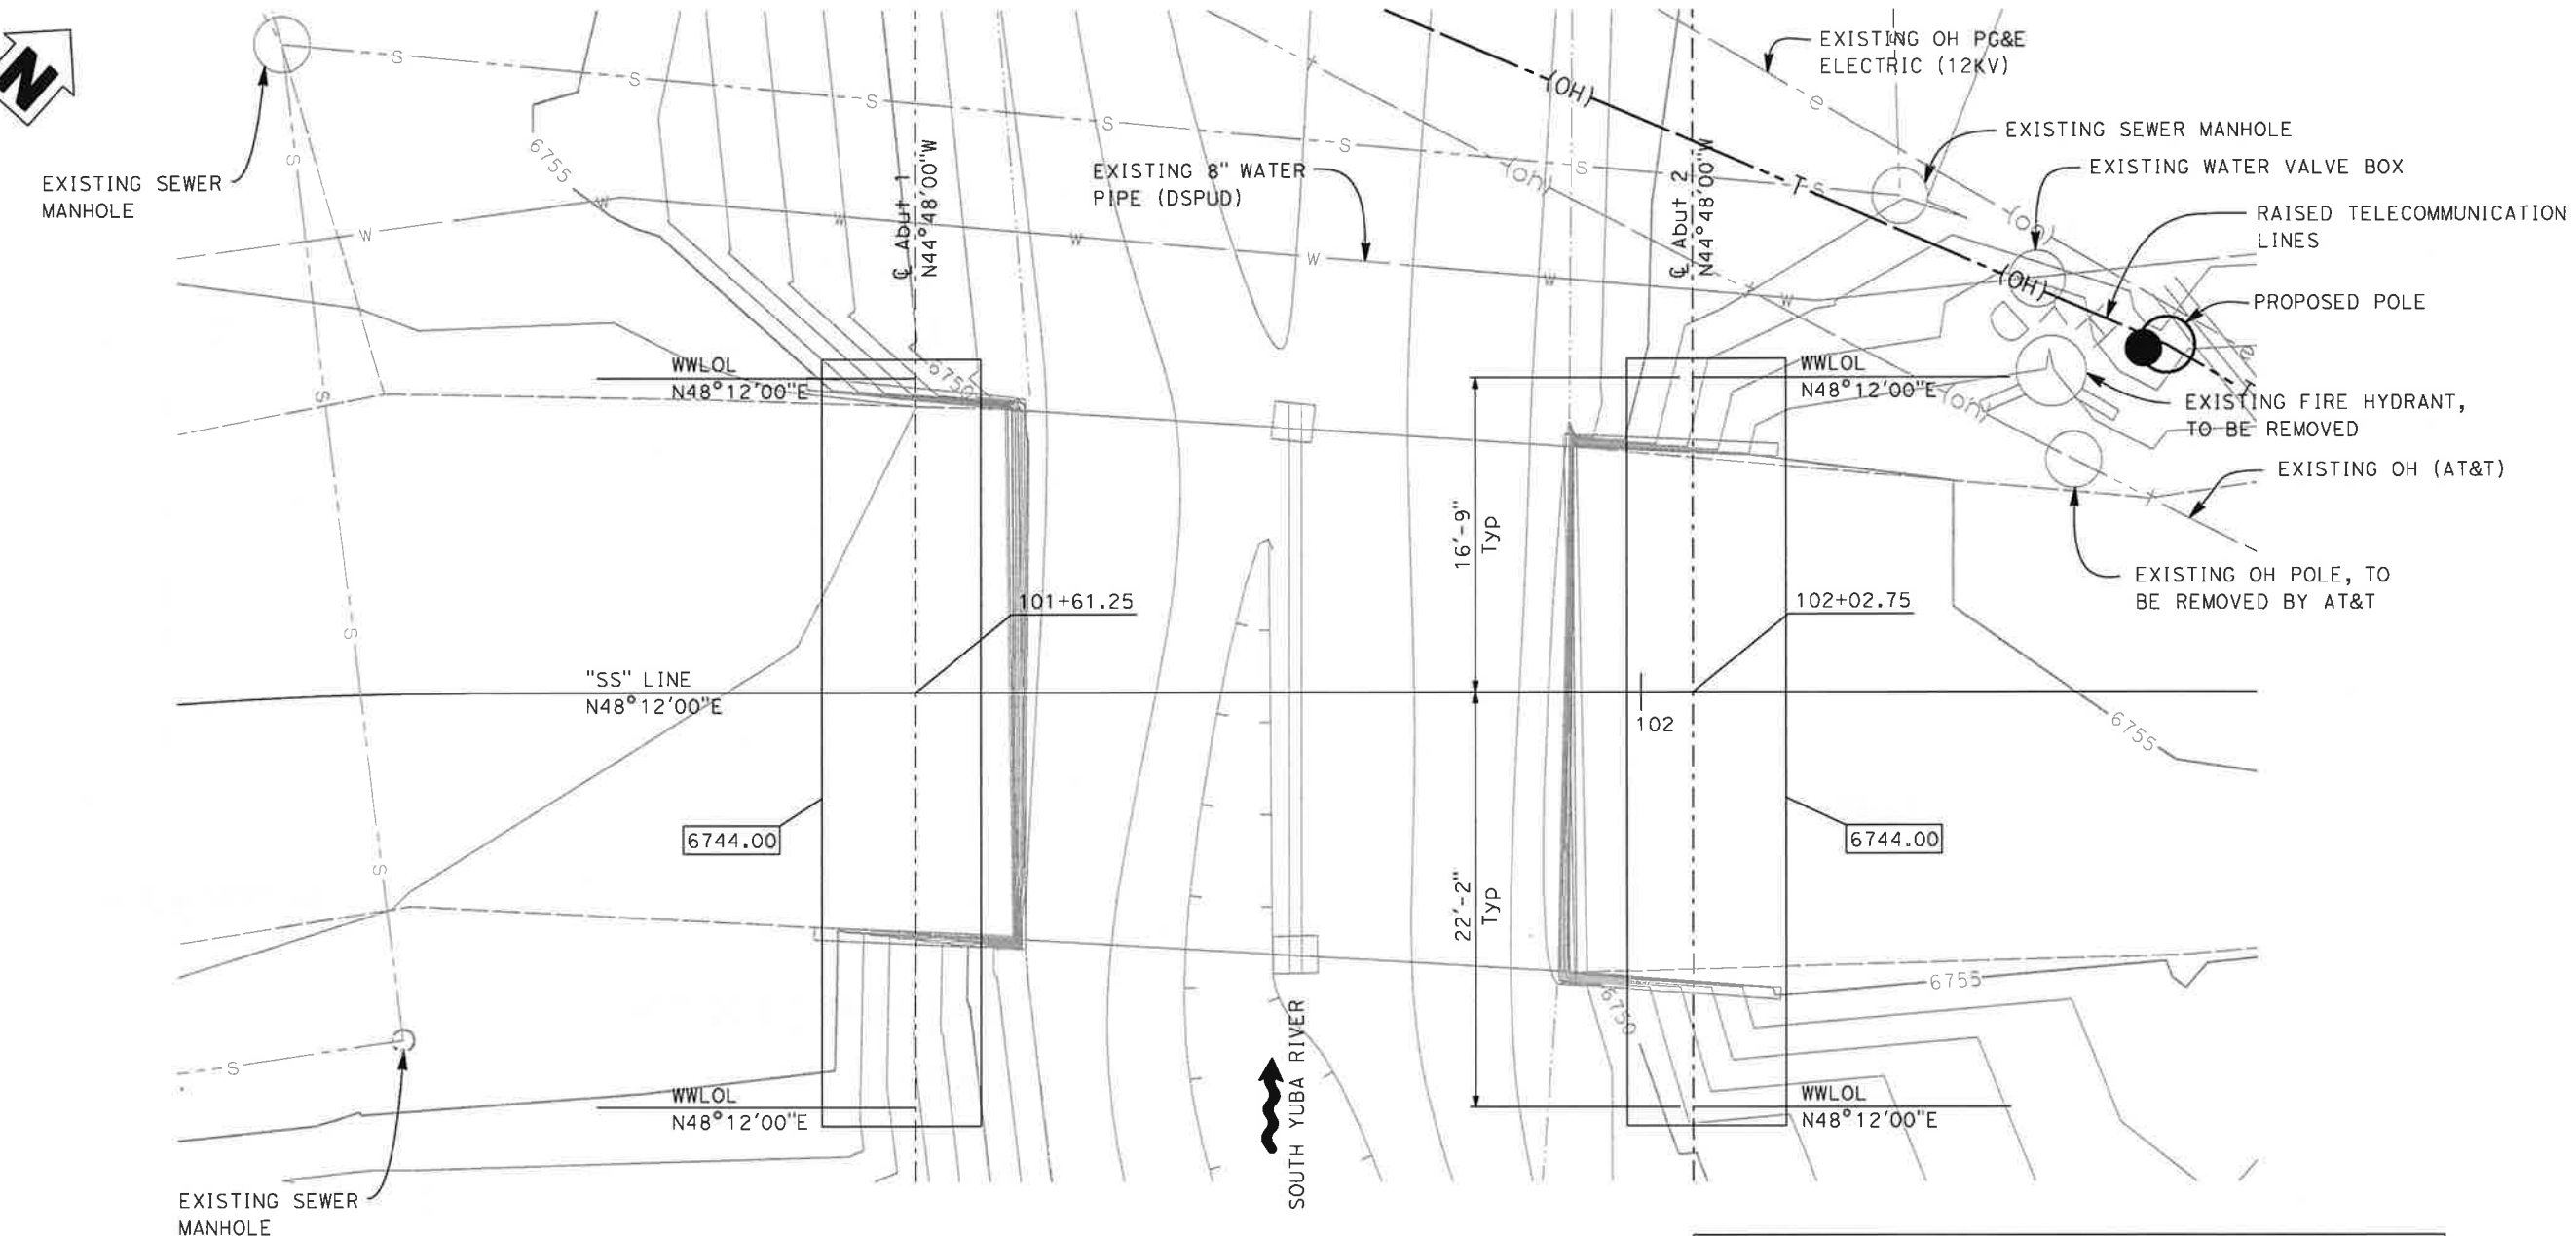 N
EXISTING OH PG&E
ELECTRIC (12KV)
EXISTING SEWER MANHOLE
EXISTING WATER VALVE BOX
RAISED TELECOMMUNICATION
LINES
PROPOSED POLE
EXISTING FIRE HYDRANT,
TO BE REMOVED
EXISTING OH (AT&T)
EXISTING OH POLE, TO
BE REMOVED BY AT&T
EXISTING SEWER
MANHOLE
EXISTING 8" WATER
PIPE (DSPUD)
S S S S S S S
S S S S S
W W W W W W W
e
e
T
(OH)
(OH)
(oh)
(oh)
(oh)
6755
6750
℄ Abut 1
N44°48'00"W
℄ Abut 2
N44°48'00"W
WWLOL
N48°12'00"E
WWLOL
N48°12'00"E
16'-9"
Typ
101+61.25
102+02.75
"SS" LINE
N48°12'00"E
102
6755
6744.00
6744.00
22'-2"
Typ
6755
6750
SOUTH YUBA RIVER
WWLOL
N48°12'00"E
WWLOL
N48°12'00"E
EXISTING SEWER
MANHOLE